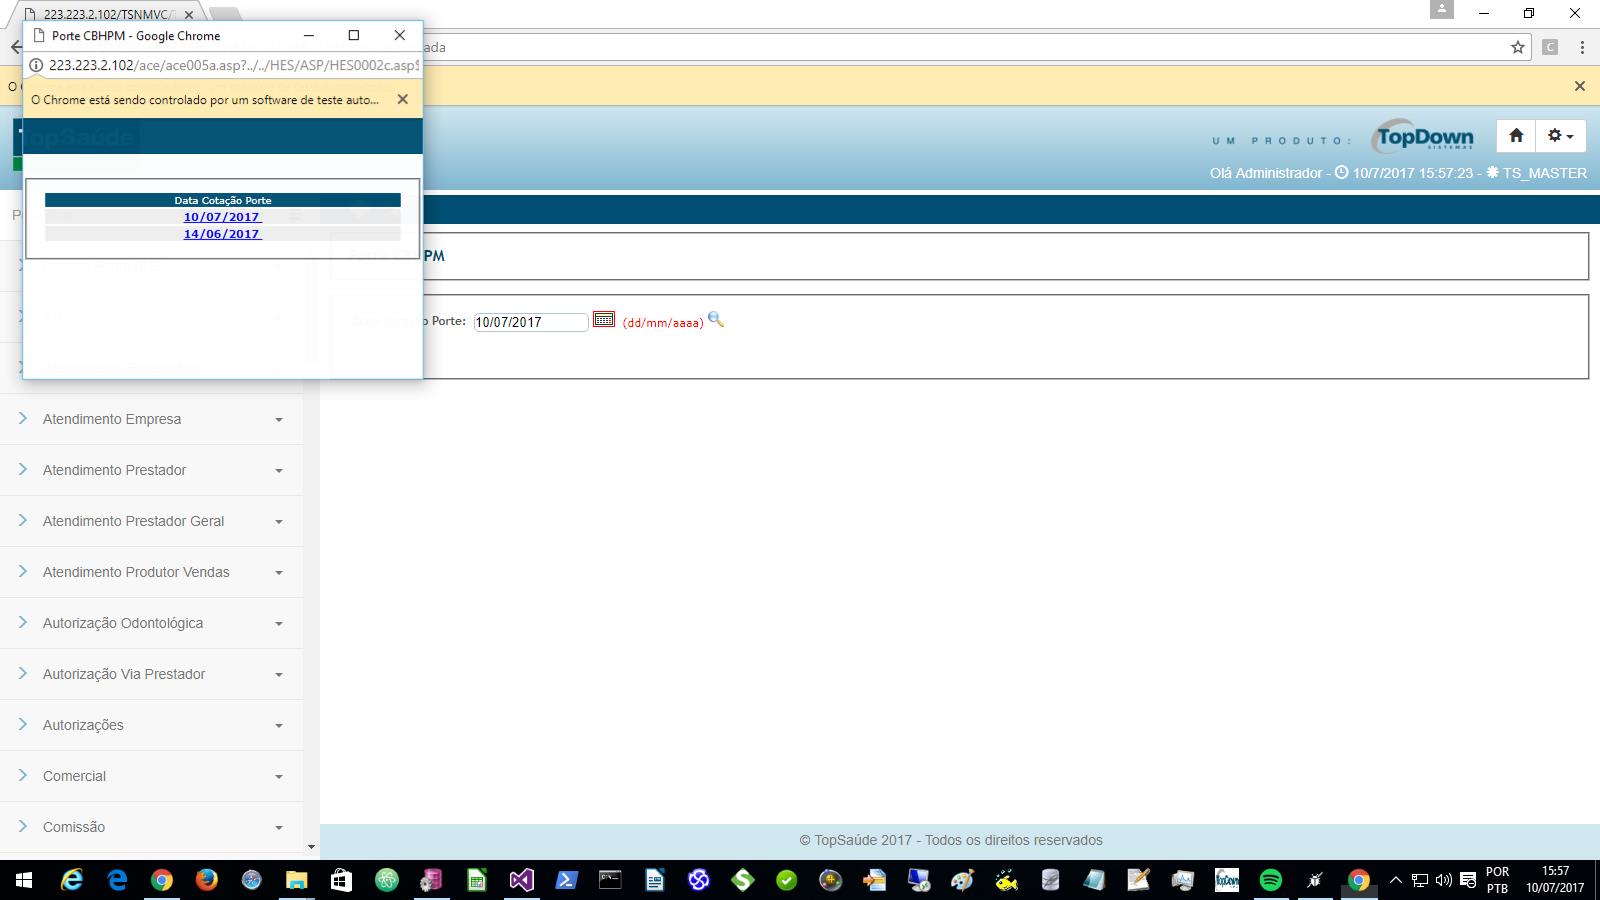 223.223.2.102/TSNMVC/
Porte CBHPM - Google Chrome
223.223.2.102/ace/ace005a.asp?../../HES/ASP/HES0002c.asp
ada
O Chrome está sendo controlado por um software de teste auto...
TopSaúde
UM PRODUTO:
TopDown
SISTEMAS
Olá Administrador - 10/7/2017 15:57:23 - TS_MASTER
Data Cotação Porte
10/07/2017
14/06/2017
PM
Porte: 10/07/2017 (dd/mm/aaaa)
Atendimento Empresa
Atendimento Prestador
Atendimento Prestador Geral
Atendimento Produtor Vendas
Autorização Odontológica
Autorização Via Prestador
Autorizações
Comercial
Comissão
© TopSaúde 2017 - Todos os direitos reservados
TopDown
POR
PTB
15:57
10/07/2017